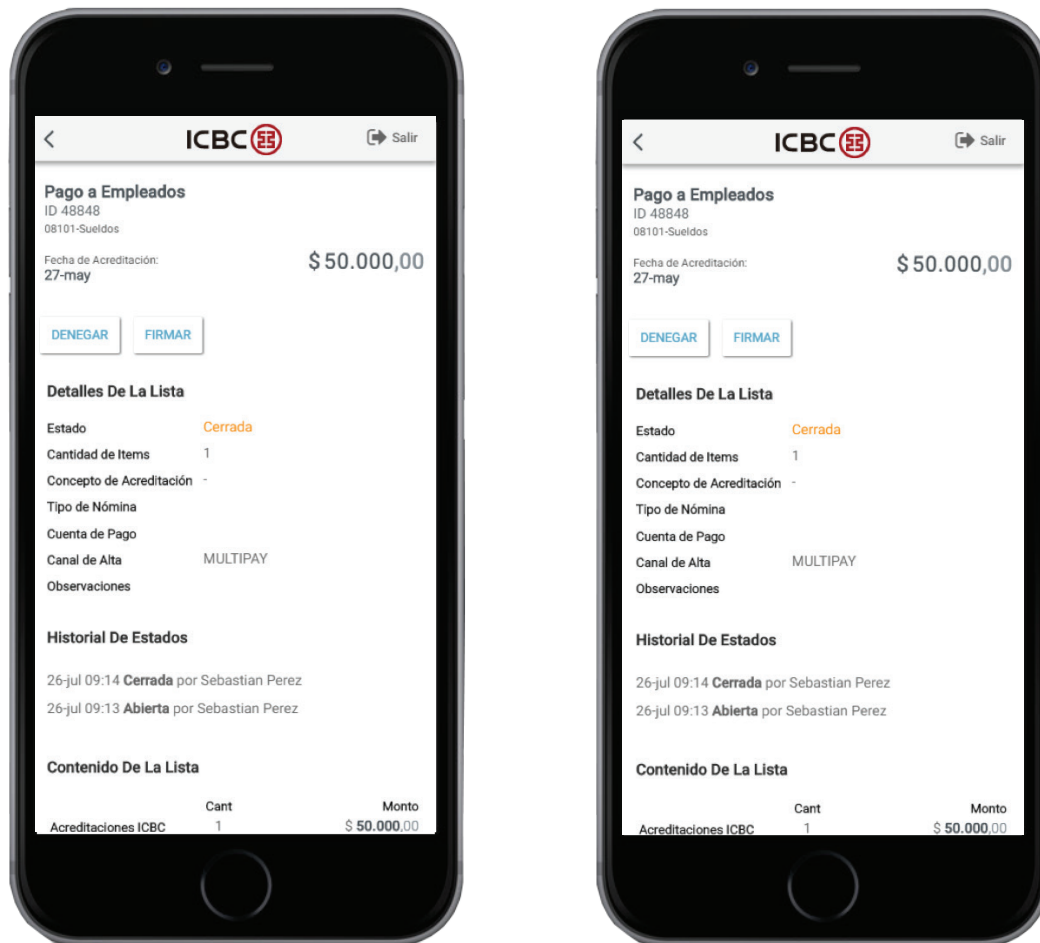 ICBC Salir
Pago a Empleados
ID 48848
08101-Sueldos
Fecha de Acreditación:
27-may
$ 50.000,00
DENEGAR FIRMAR
Detalles De La Lista
Estado Cerrada
Cantidad de Items 1
Concepto de Acreditación -
Tipo de Nómina
Cuenta de Pago
Canal de Alta MULTIPAY
Observaciones
Historial De Estados
26-jul 09:14 Cerrada por Sebastian Perez
26-jul 09:13 Abierta por Sebastian Perez
Contenido De La Lista
Cant Monto
Acreditaciones ICBC 1 $ 50.000,00
ICBC Salir
Pago a Empleados
ID 48848
08101-Sueldos
Fecha de Acreditación:
27-may
$ 50.000,00
DENEGAR FIRMAR
Detalles De La Lista
Estado Cerrada
Cantidad de Items 1
Concepto de Acreditación -
Tipo de Nómina
Cuenta de Pago
Canal de Alta MULTIPAY
Observaciones
Historial De Estados
26-jul 09:14 Cerrada por Sebastian Perez
26-jul 09:13 Abierta por Sebastian Perez
Contenido De La Lista
Cant Monto
Acreditaciones ICBC 1 $ 50.000,00